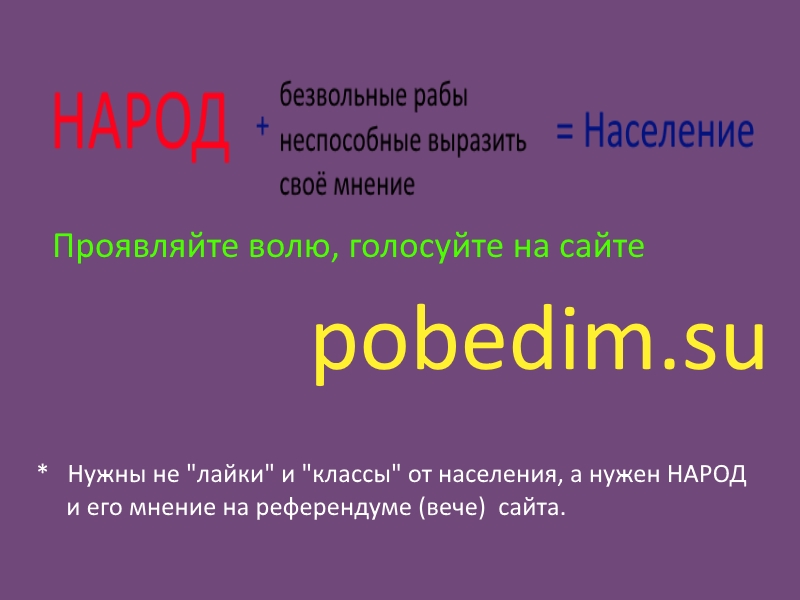 НАРОД + безвольные рабы
неспособные выразить = Население
своё мнение
Проявляйте волю, голосуйте на сайте
pobedim.su
* Нужны не "лайки" и "классы" от населения, а нужен НАРОД
и его мнение на референдуме (вече) сайта.